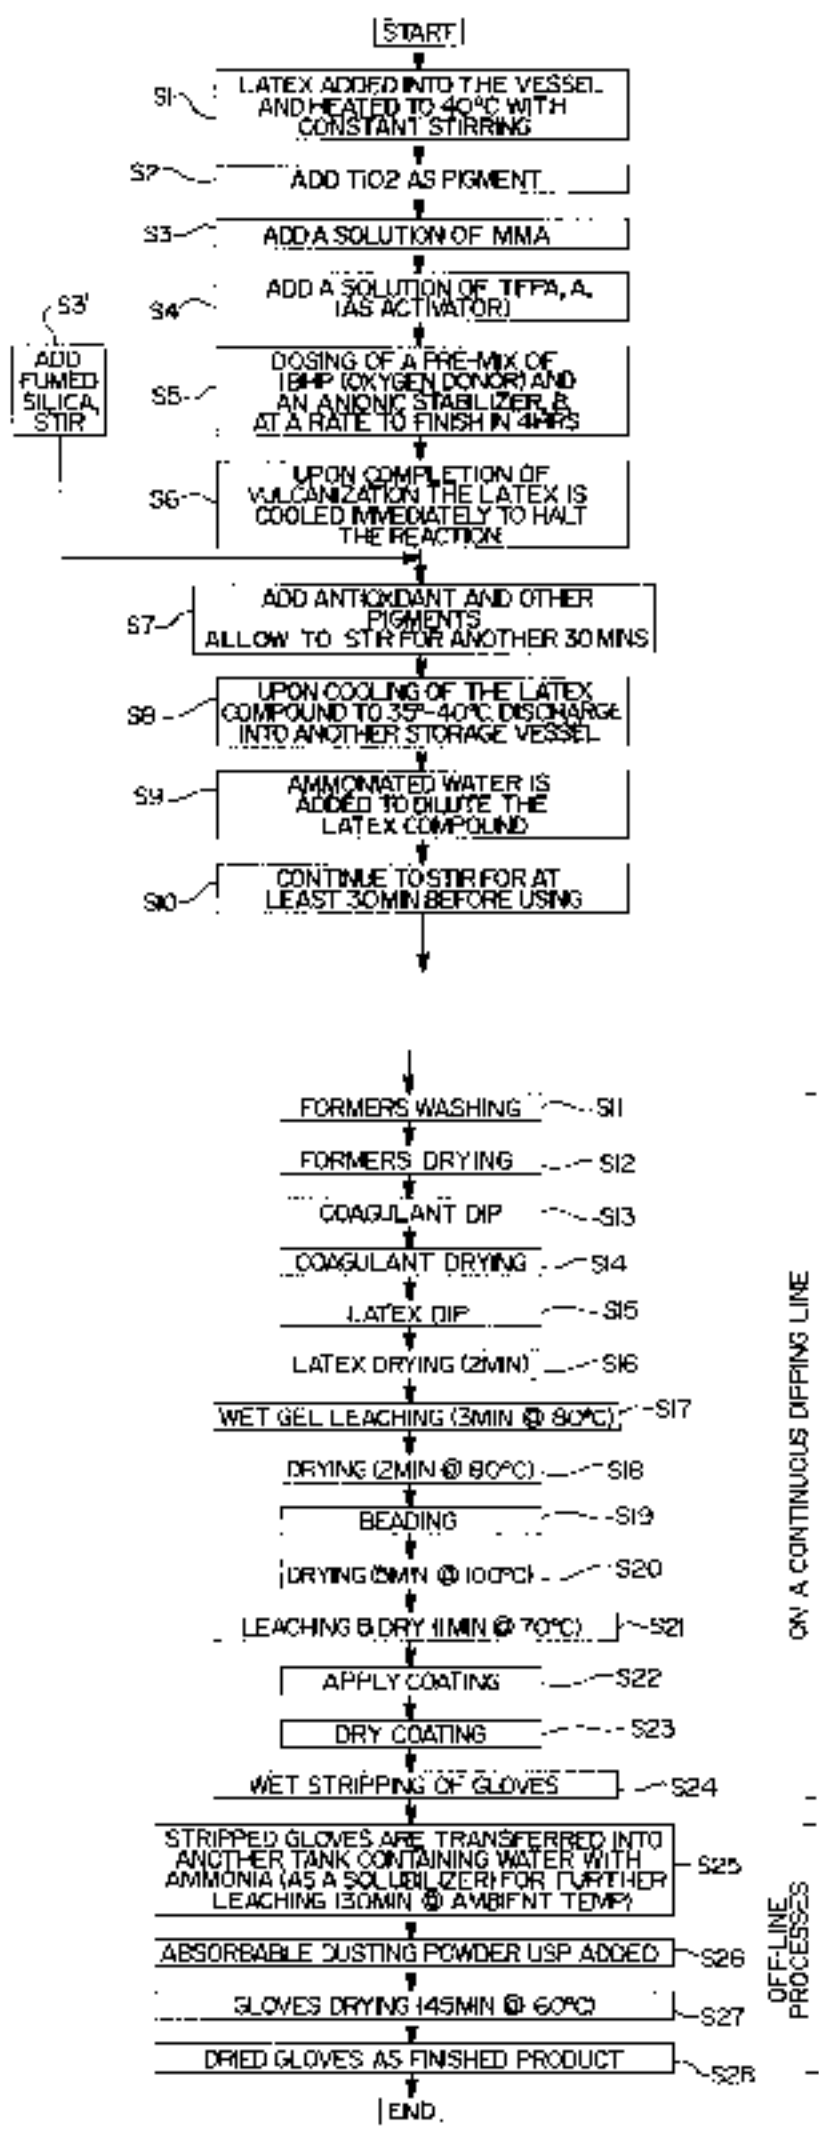 START
S1
LATEX ADDED INTO THE VESSEL
AND HEATED TO 40°C WITH
CONSTANT STIRRING
S2
ADD TiO2 AS PIGMENT
S3
ADD A SOLUTION OF MMA
S4
ADD A SOLUTION OF TEPA, A.
(AS ACTIVATOR)
S3'
ADD
FUMED
SILICA,
STIR
S5
DOSING OF A PRE-MIX OF
(OXYGEN DONOR) AND
AN ANIONIC STABILIZER,
AT A RATE TO FINISH IN 4HRS
S6
UPON COMPLETION OF
VULCANIZATION THE LATEX IS
COOLED IMMEDIATELY TO HALT
THE REACTION
S7
ADD ANTIOXDANT AND OTHER
PIGMENTS
ALLOW TO STIR FOR ANOTHER 30 MINS
S8
UPON COOLING OF THE LATEX
COMPOUND TO 35°-40°C, DISCHARGE
INTO ANOTHER STORAGE VESSEL
S9
AMMONIATED WATER IS
ADDED TO DILUTE THE
LATEX COMPOUND
S10
CONTINUE TO STIR FOR AT
LEAST 30MIN BEFORE USING
FORMERS WASHING S11
FORMERS DRYING S12
COAGULANT DIP S13
COAGULANT DRYING S14
LATEX DIP S15
LATEX DRYING (2MIN) S16
WET GEL LEACHING (3MIN @ 80°C) S17
DRYING (2MIN @ 80°C) S18
BEADING S19
DRYING @ 100°C) S20
LEACHING & DRY (1MIN @ 70°C) S21
APPLY COATING S22
DRY COATING S23
WET STRIPPING OF GLOVES S24
ON A CONTINUOUS DIPPING LINE
STRIPPED GLOVES ARE TRANSFERRED INTO
ANOTHER TANK CONTAINING WATER WITH
AMMONIA (AS A SOLUBILIZER) FOR FURTHER
LEACHING (30MIN @ AMBIENT TEMP)
S25
ABSORBABLE DUSTING POWDER USP ADDED S26
GLOVES DRYING (45MIN @ 60°C) S27
DRIED GLOVES AS FINISHED PRODUCT S28
OFF-LINE
PROCESSES
END